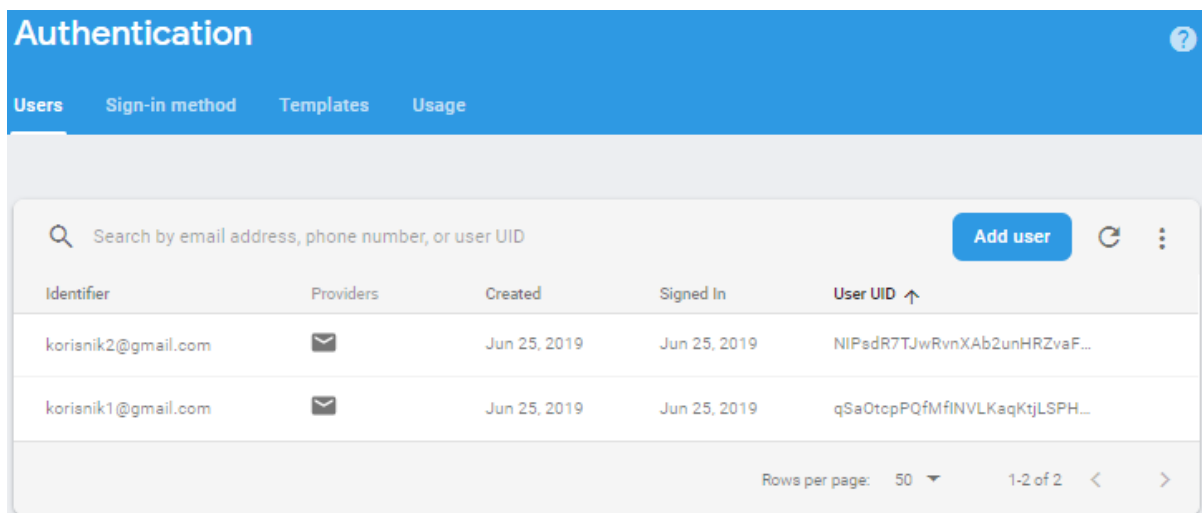 Authentication
Users Sign-in method Templates Usage
Search by email address, phone number, or user UID Add user
Identifier Providers Created Signed In User UID
korisnik2@gmail.com Jun 25, 2019 Jun 25, 2019 NIPsdR7TJwRvnXAb2unHRZvaF...
korisnik1@gmail.com Jun 25, 2019 Jun 25, 2019 qSaOtcpPQfMfINVLKaqKtjLSPH...
Rows per page: 50 1-2 of 2